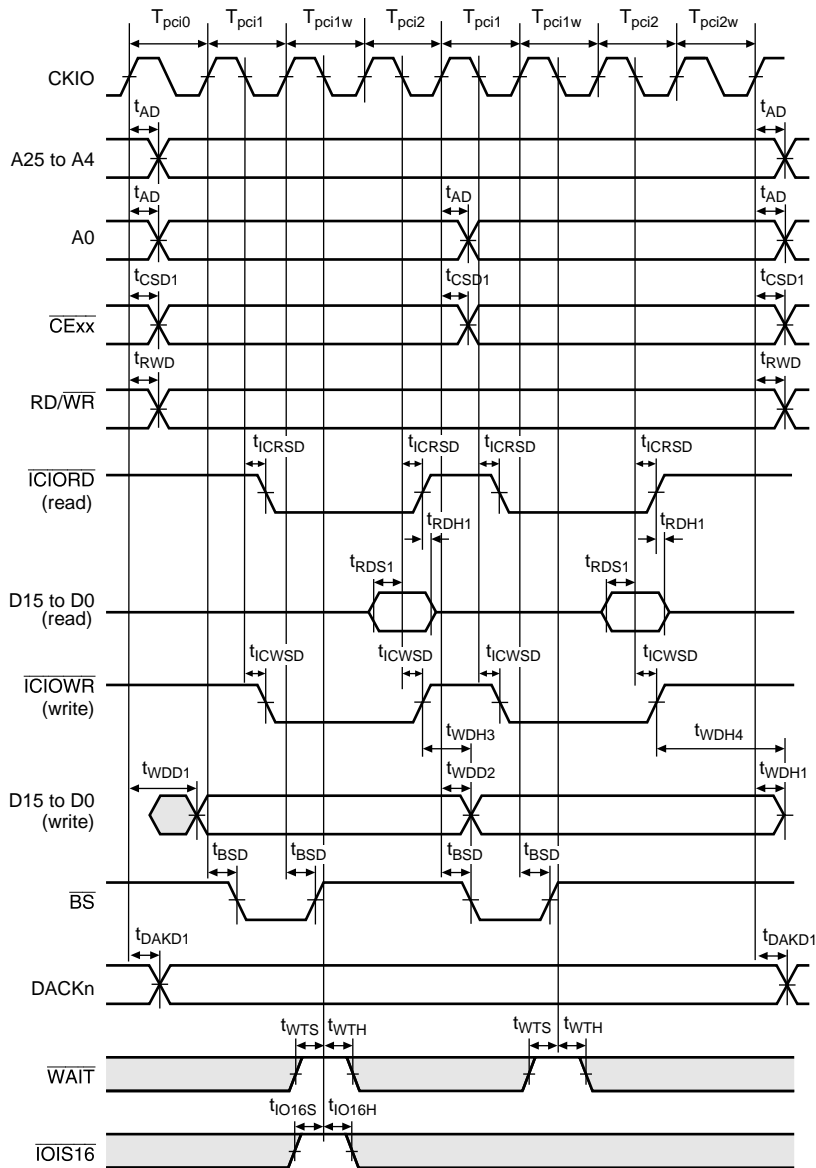 Tpci0 Tpci1 Tpci1w Tpci2 Tpci1 Tpci1w Tpci2 Tpci2w
CKIO
tAD tAD
A25 to A4
tAD tAD tAD
A0
tCSD1 tCSD1 tCSD1
CExx
tRWD tRWD
RD/WR
tICRSD tICRSD tICRSD tICRSD
ICIORD
(read)
tRDH1 tRDH1
tRDS1 tRDS1
D15 to D0
(read)
tICWSD tICWSD tICWSD tICWSD
ICIOWR
(write)
tWDH3 tWDH4
tWDD1 tWDD2 tWDH1
D15 to D0
(write)
tBSD tBSD tBSD tBSD
BS
tDAKD1 tDAKD1
DACKn
tWTS tWTH tWTS tWTH
WAIT
tIO16S tIO16H
IOIS16